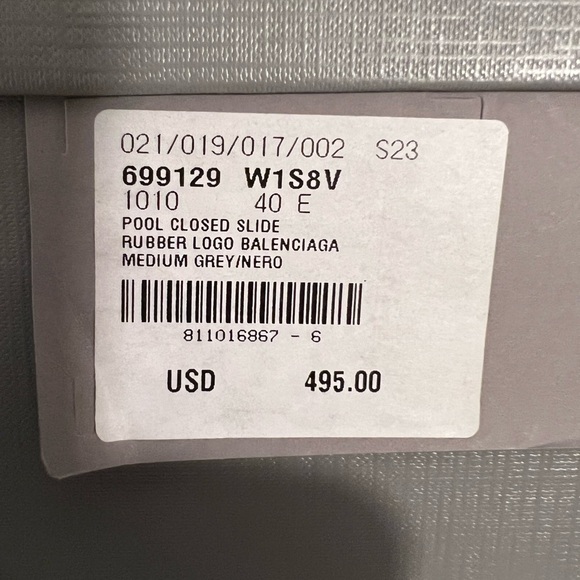 021/019/017/002 S23
699129 W1S8V
1010 40 E
POOL CLOSED SLIDE
RUBBER LOGO BALENCIAGA
MEDIUM GREY/NERO
811016867 - 6
USD 495.00